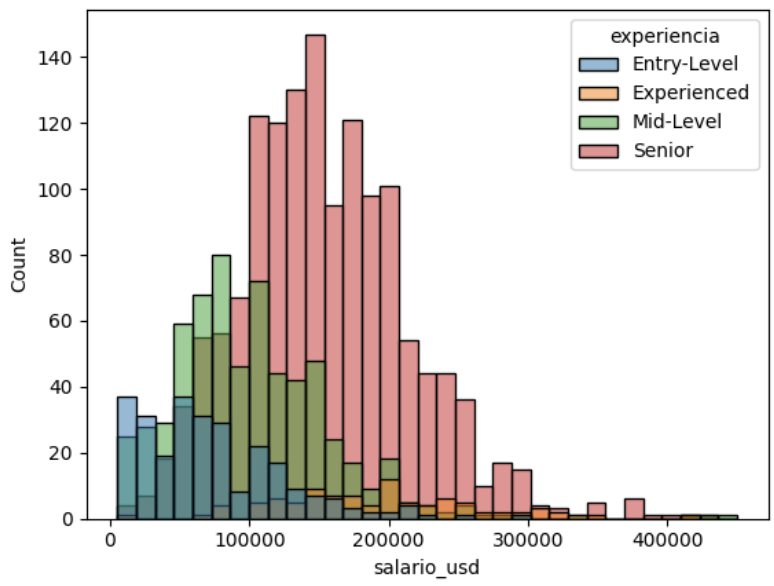 experiencia
Entry-Level
Experienced
Mid-Level
Senior
140
120
100
80
60
40
20
0
Count
0 100000 200000 300000 400000
salario_usd